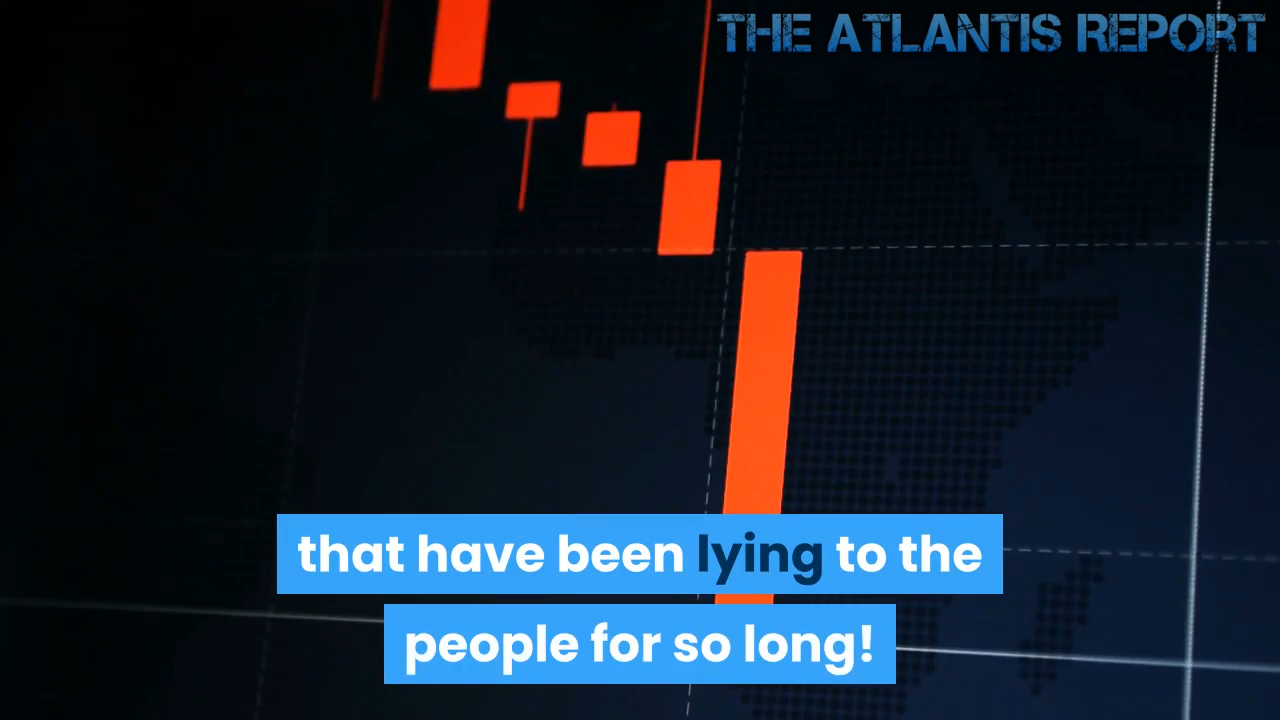 THE ATLANTIS REPORT
that have been lying to the
people for so long!